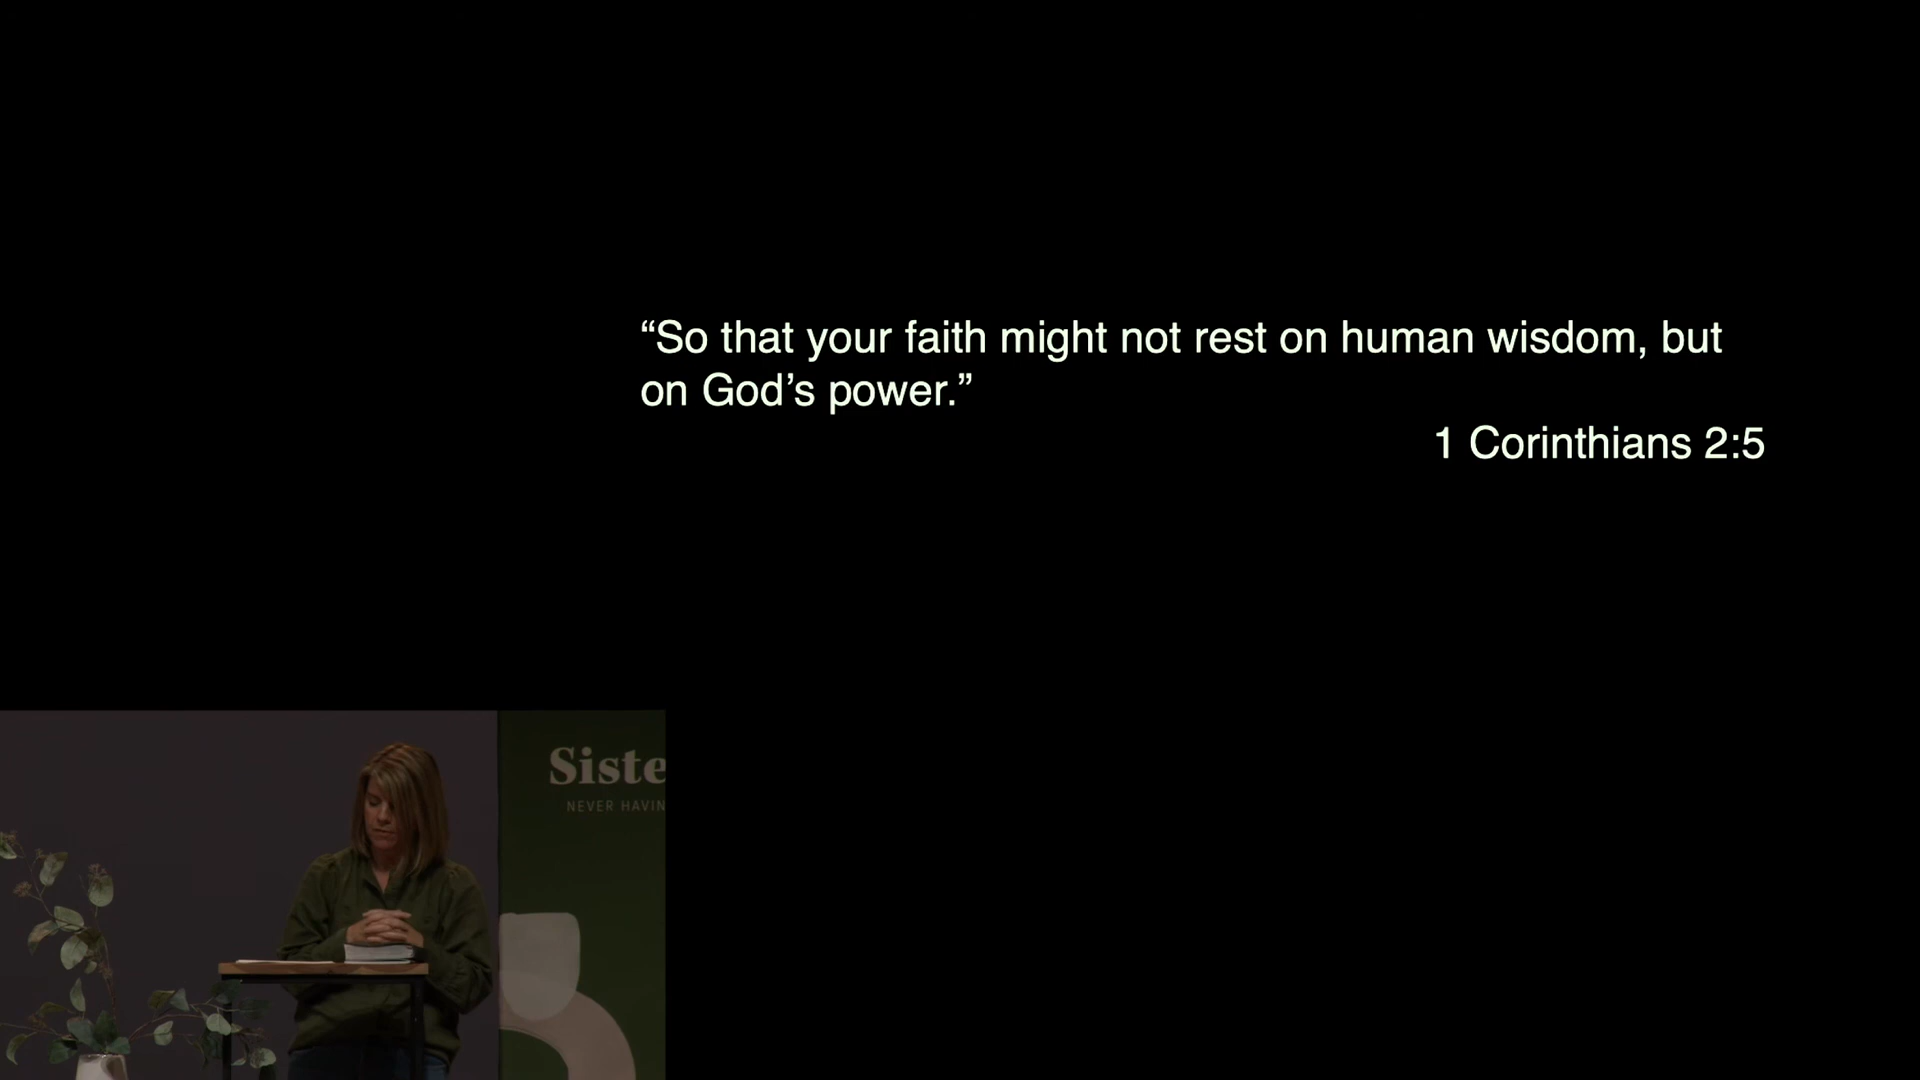 “So that your faith might not rest on human wisdom, but
on God’s power.”
1 Corinthians 2:5
Siste
NEVER HAVIN